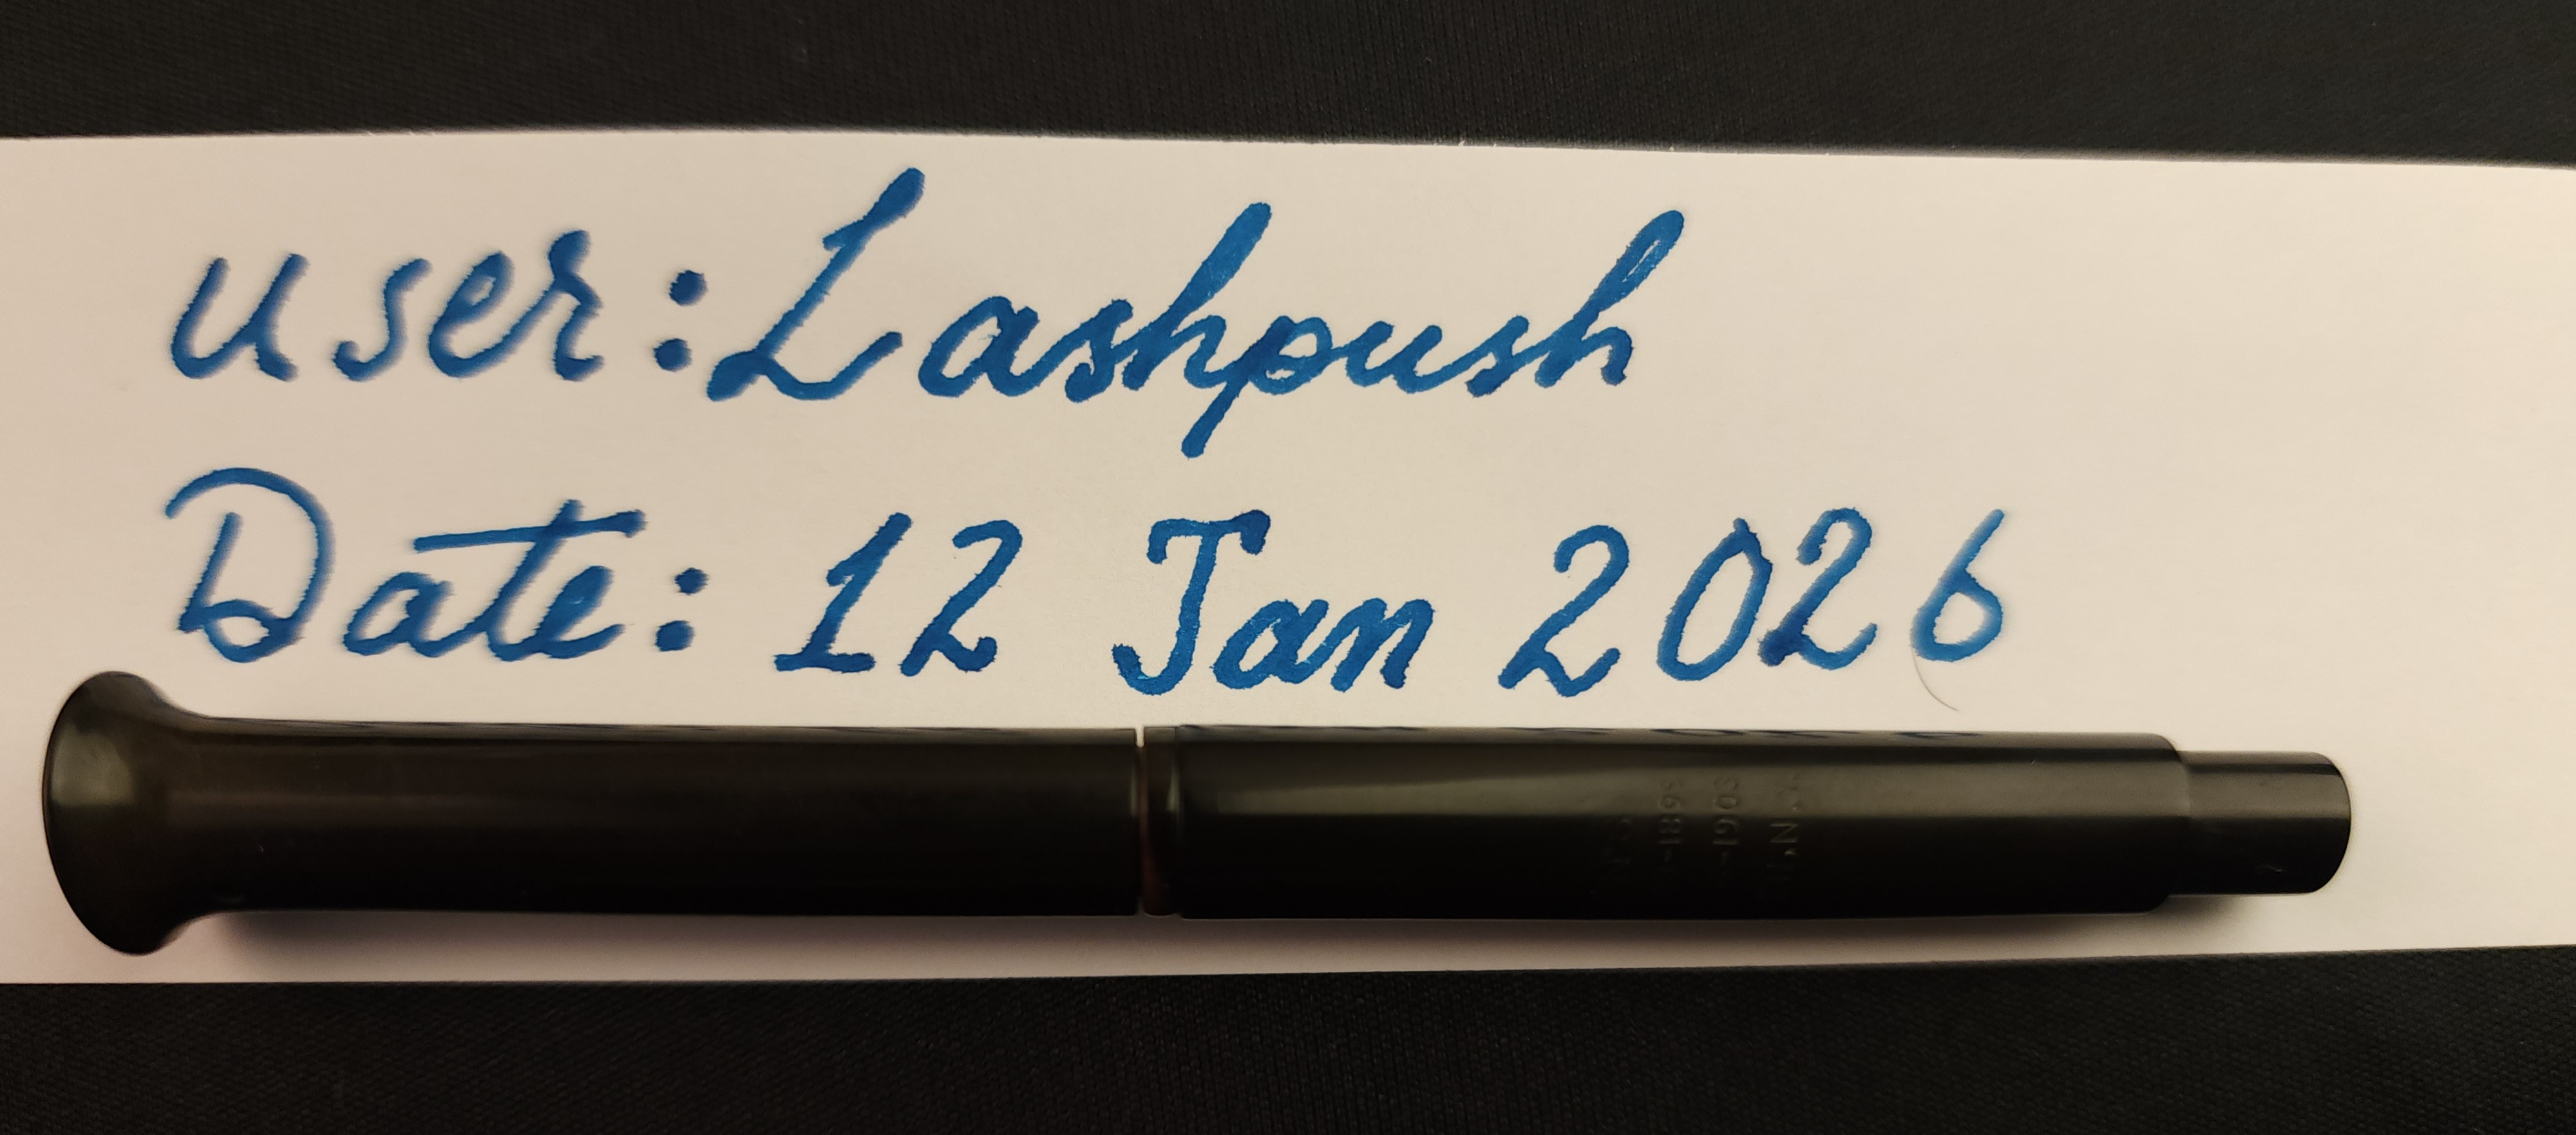 user: Lashpush
Date: 12 Jan 2026